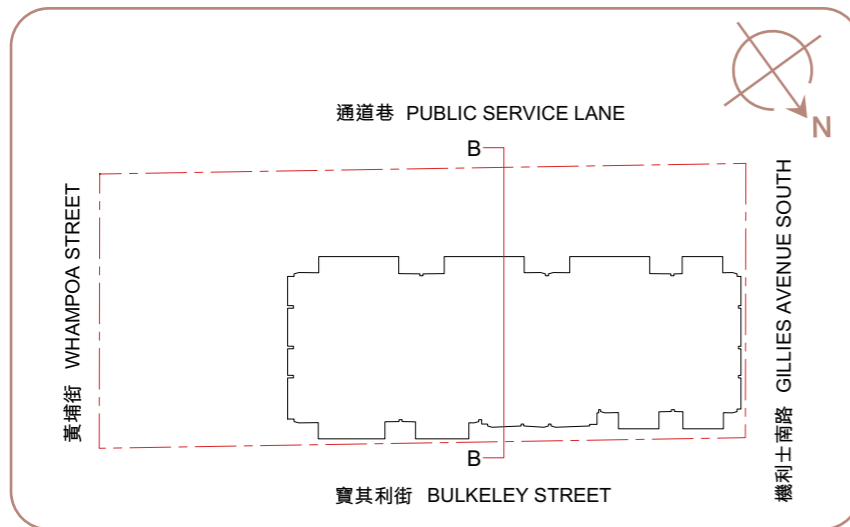 N
通道巷 PUBLIC SERVICE LANE
B
黃埔街 WHAMPOA STREET
機利士南路 GILLIES AVENUE SOUTH
B
寶其利街 BULKELEY STREET